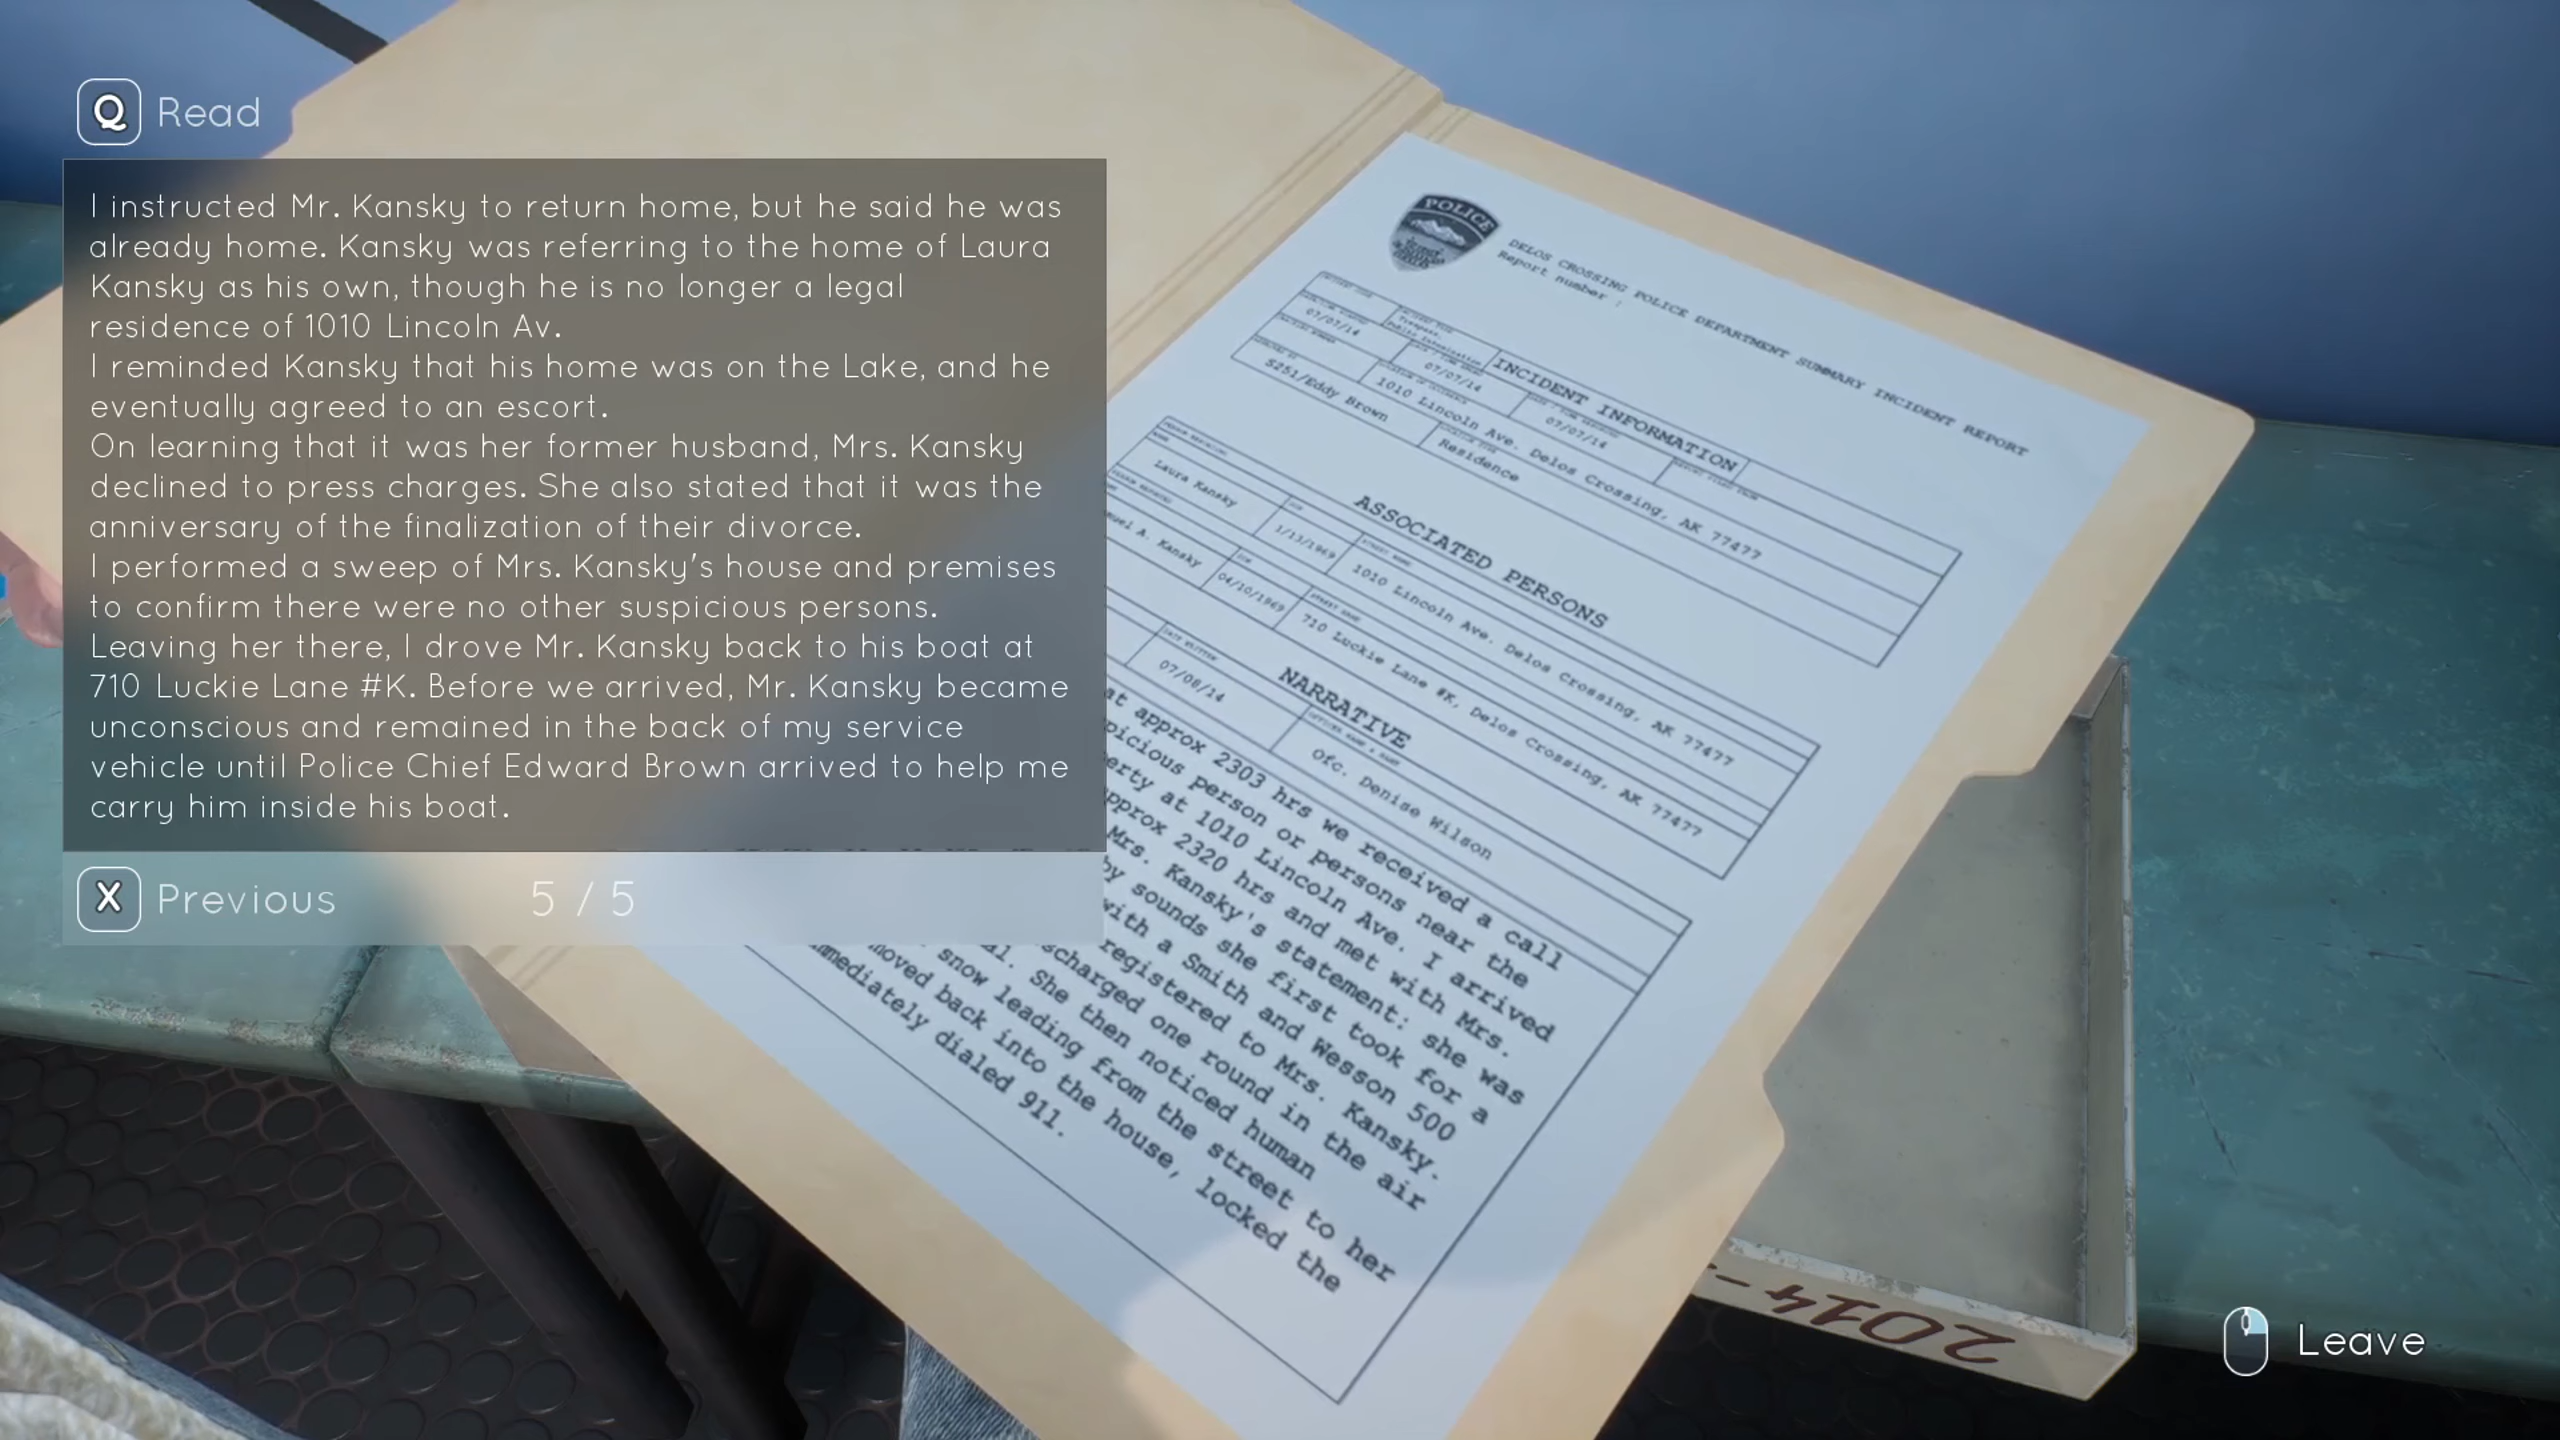 Q Read
I instructed Mr. Kansky to return home, but he said he was
already home. Kansky was referring to the home of Laura
Kansky as his own, though he is no longer a legal
residence of 1010 Lincoln Av.
I reminded Kansky that his home was on the Lake, and he
eventually agreed to an escort.
On learning that it was her former husband, Mrs. Kansky
declined to press charges. She also stated that it was the
anniversary of the finalization of their divorce.
I performed a sweep of Mrs. Kansky's house and premises
to confirm there were no other suspicious persons.
Leaving her there, I drove Mr. Kansky back to his boat at
710 Luckie Lane #K. Before we arrived, Mr. Kansky became
unconscious and remained in the back of my service
vehicle until Police Chief Edward Brown arrived to help me
carry him inside his boat.
X Previous 5 / 5
POLICE
DELOS CROSSING POLICE DEPARTMENT SUMMARY INCIDENT REPORT
Report number :
INCIDENT INFORMATION
07/07/14
07/07/14
07/07/14
1010 Lincoln Ave. Delos Crossing, AK 77477
S251/Eddy Brown
Residence
ASSOCIATED PERSONS
Laura Kansky
1/13/1969
1010 Lincoln Ave. Delos Crossing, AK 77477
A. Kansky
04/10/1969
710 Luckie Lane #K, Delos Crossing, AK 77477
NARRATIVE
07/08/14
Ofc. Denise Wilson
at approx 2303 hrs we received a call
person or persons near the
at 1010 Lincoln Ave. I arrived
approx 2320 hrs and met with Mrs.
Mrs. Kansky's statement: she was
by sounds she first took for a
with a Smith and Wesson 500
registered to Mrs. Kansky.
one round in the air
She then noticed human
snow leading from the street to her
moved back into the house, locked the
immediately dialed 911.
2014
Leave